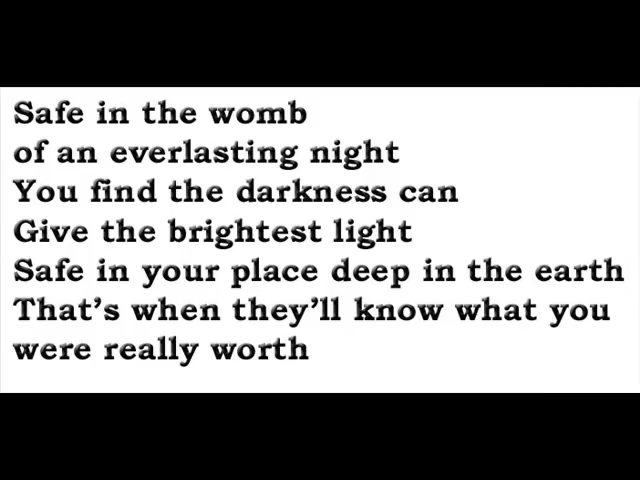 Safe in the womb
of an everlasting night
You find the darkness can
Give the brightest light
Safe in your place deep in the earth
That’s when they’ll know what you
were really worth